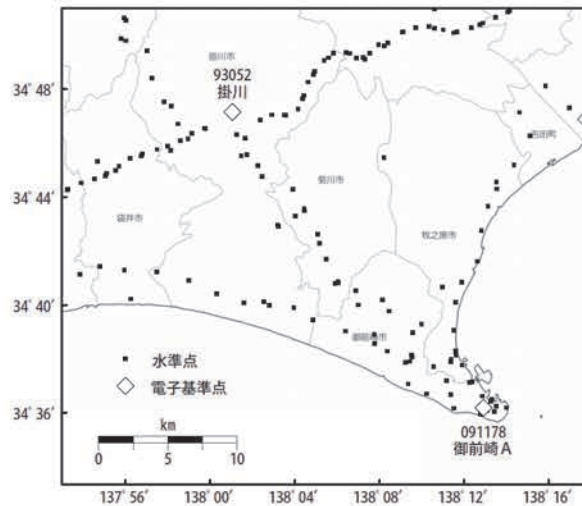 掛川市
93052
掛川
34° 48'
吉田町
34° 44'
菊川市
牧之原市
袋井市
34° 40'
御前崎市
水準点
電子基準点
34° 36'
km
0 5 10
091178
御前崎A
137° 56' 138° 00' 138° 04' 138° 08' 138° 12' 138° 16'